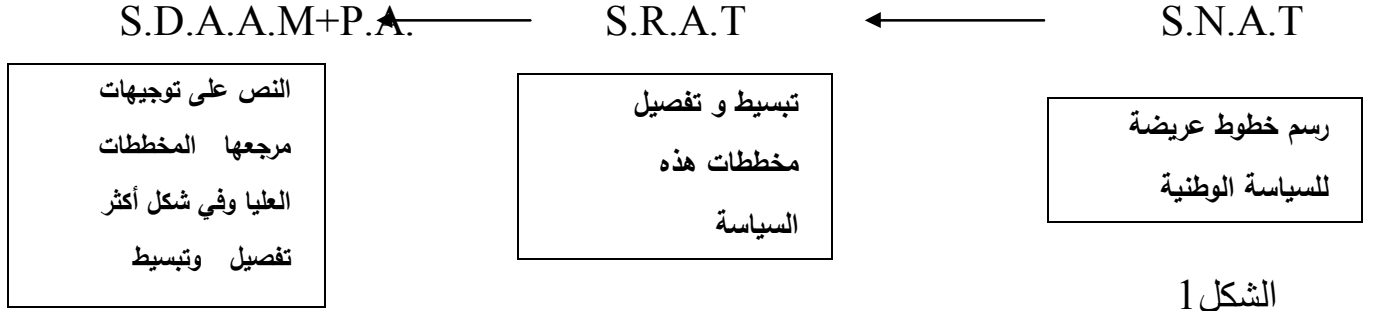 S.N.A.T
S.R.A.T
S.D.A.A.M+P.A.
رسم خطوط عريضة
للسياسة الوطنية
تبسيط و تفصيل
مخططات هذه
السياسة
النص على توجيهات
مرجعها المخططات
العليا وفي شكل أكثر
تفصيل وتبسيط
الشكل1